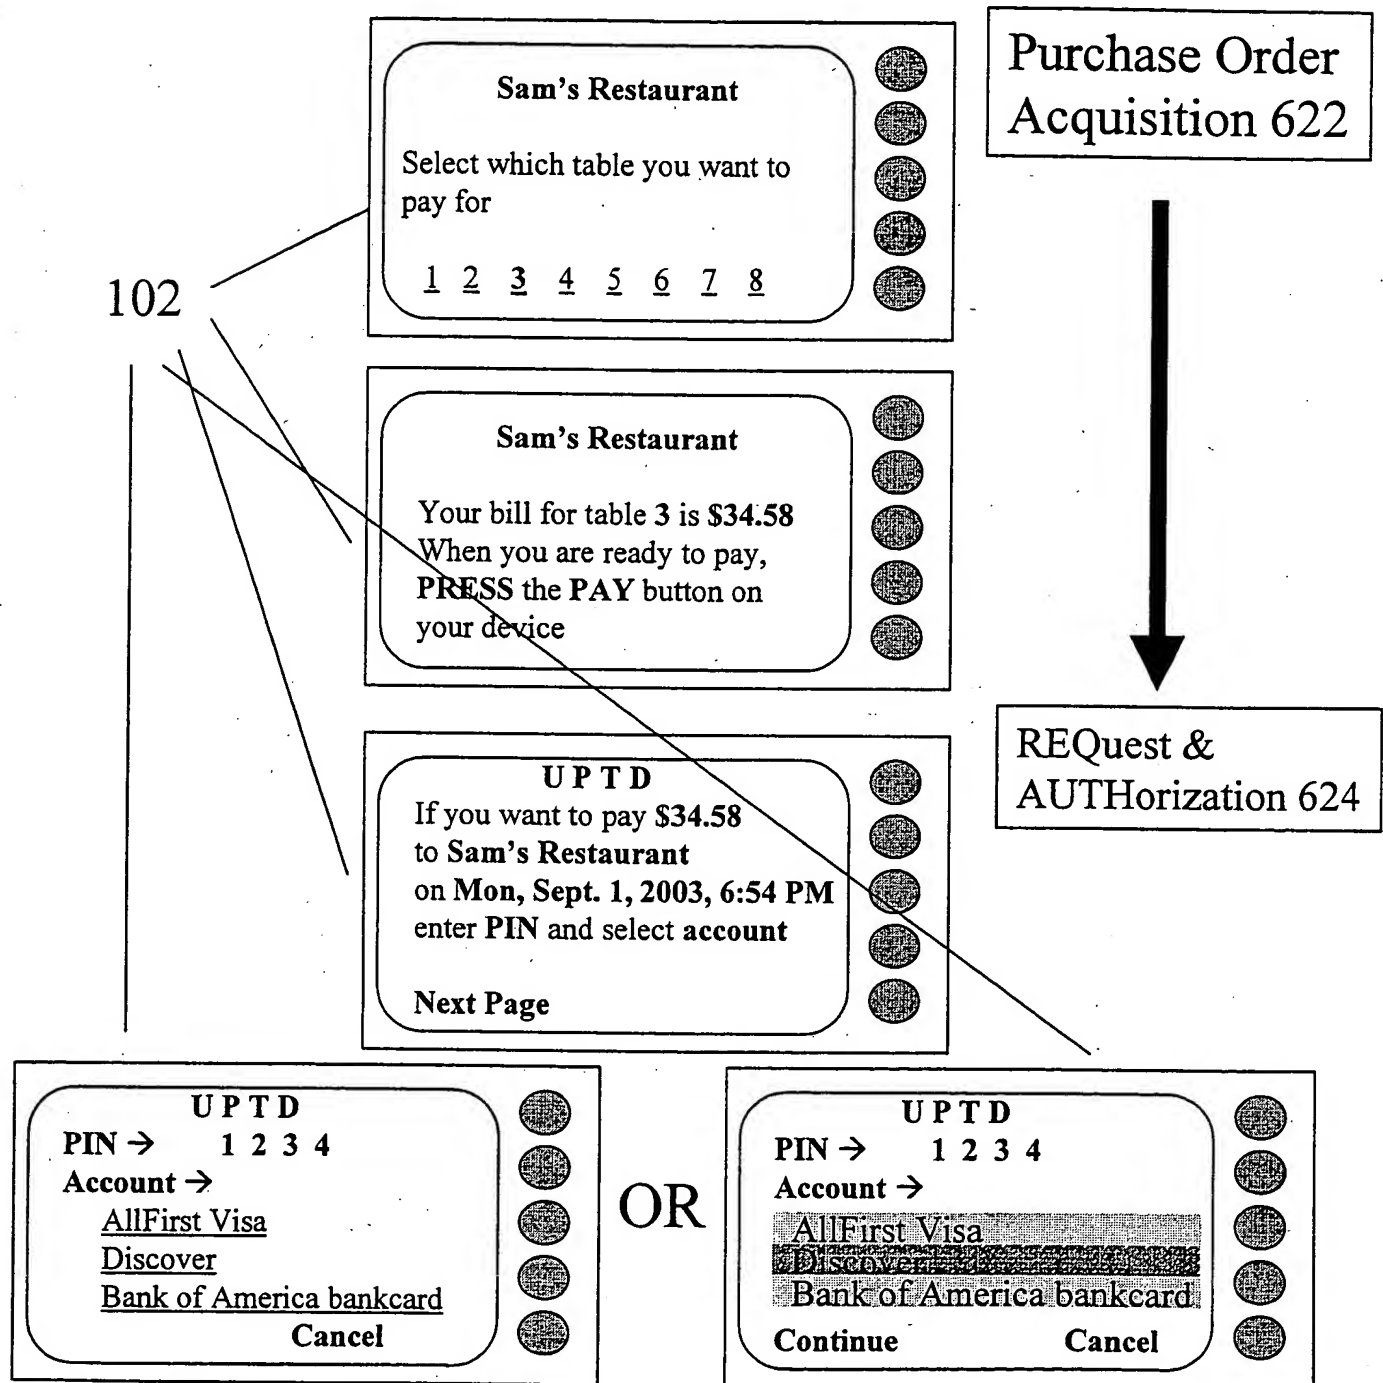 Sam's Restaurant
Select which table you want to
pay for
1 2 3 4 5 6 7 8
Purchase Order
Acquisition 622
102
Sam's Restaurant
Your bill for table 3 is $34.58
When you are ready to pay,
PRESS the PAY button on
your device
REQuest &
AUTHorization 624
U P T D
If you want to pay $34.58
to Sam's Restaurant
on Mon, Sept. 1, 2003, 6:54 PM
enter PIN and select account
Next Page
U P T D
PIN → 1 2 3 4
Account →
AllFirst Visa
Discover
Bank of America bankcard
Cancel
OR
U P T D
PIN → 1 2 3 4
Account →
AllFirst Visa
Discover
Bank of America bankcard
Continue Cancel